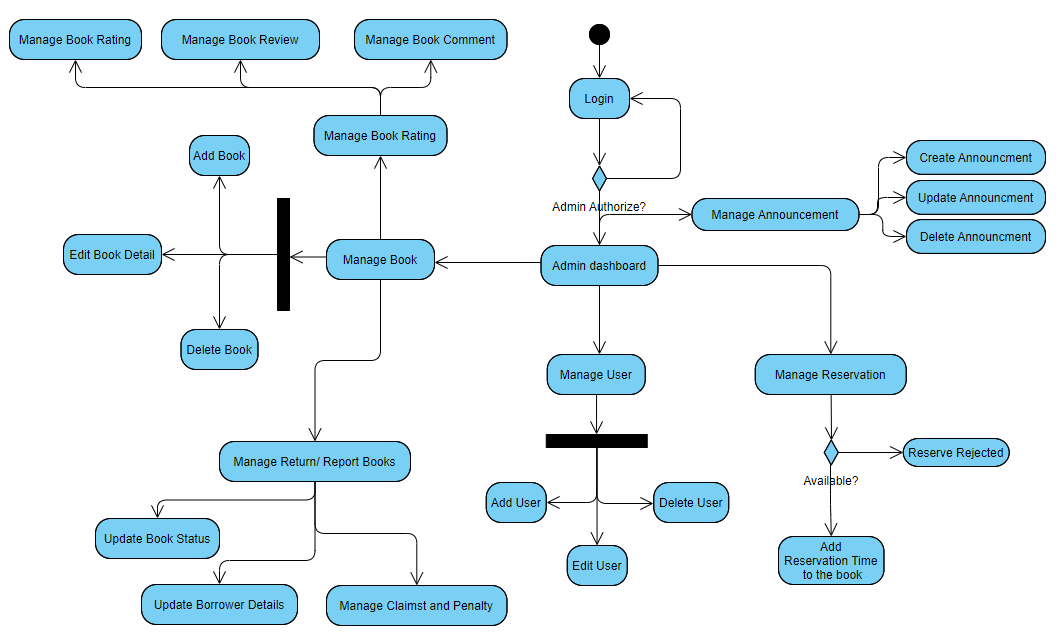 Manage Book Rating
Manage Book Review
Manage Book Comment
Login
Manage Book Rating
Add Book
Create Announcment
Admin Authorize?
Manage Announcement
Update Announcment
Delete Announcment
Edit Book Detail
Manage Book
Admin dashboard
Delete Book
Manage User
Manage Reservation
Manage Return/ Report Books
Reserve Rejected
Available?
Add User
Delete User
Update Book Status
Edit User
Add
Reservation Time
to the book
Update Borrower Details
Manage Claimst and Penalty